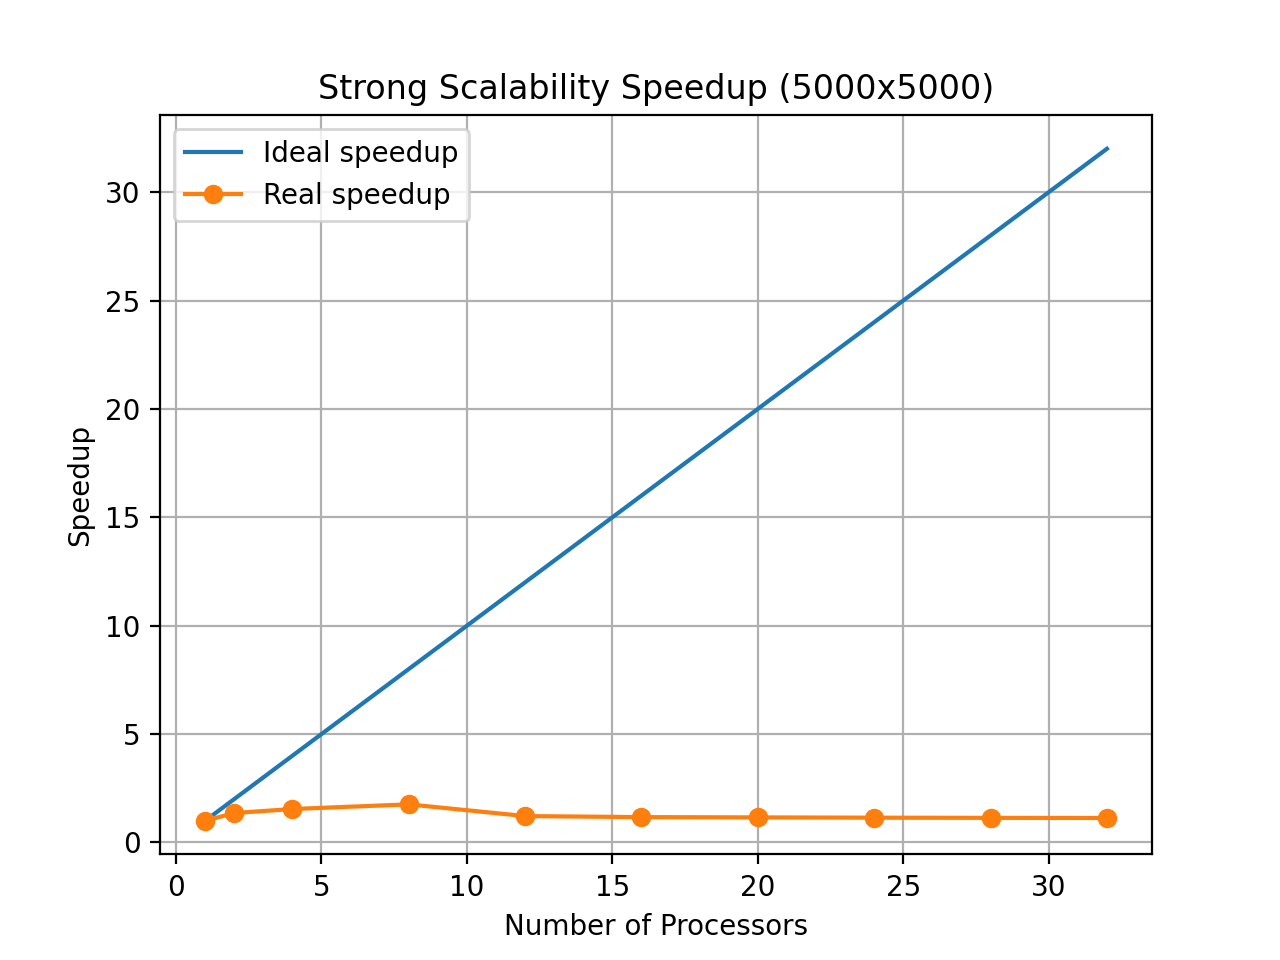 Strong Scalability Speedup (5000x5000)
Ideal speedup
Real speedup
30
25
20
15
10
5
0
Speedup
0 5 10 15 20 25 30
Number of Processors